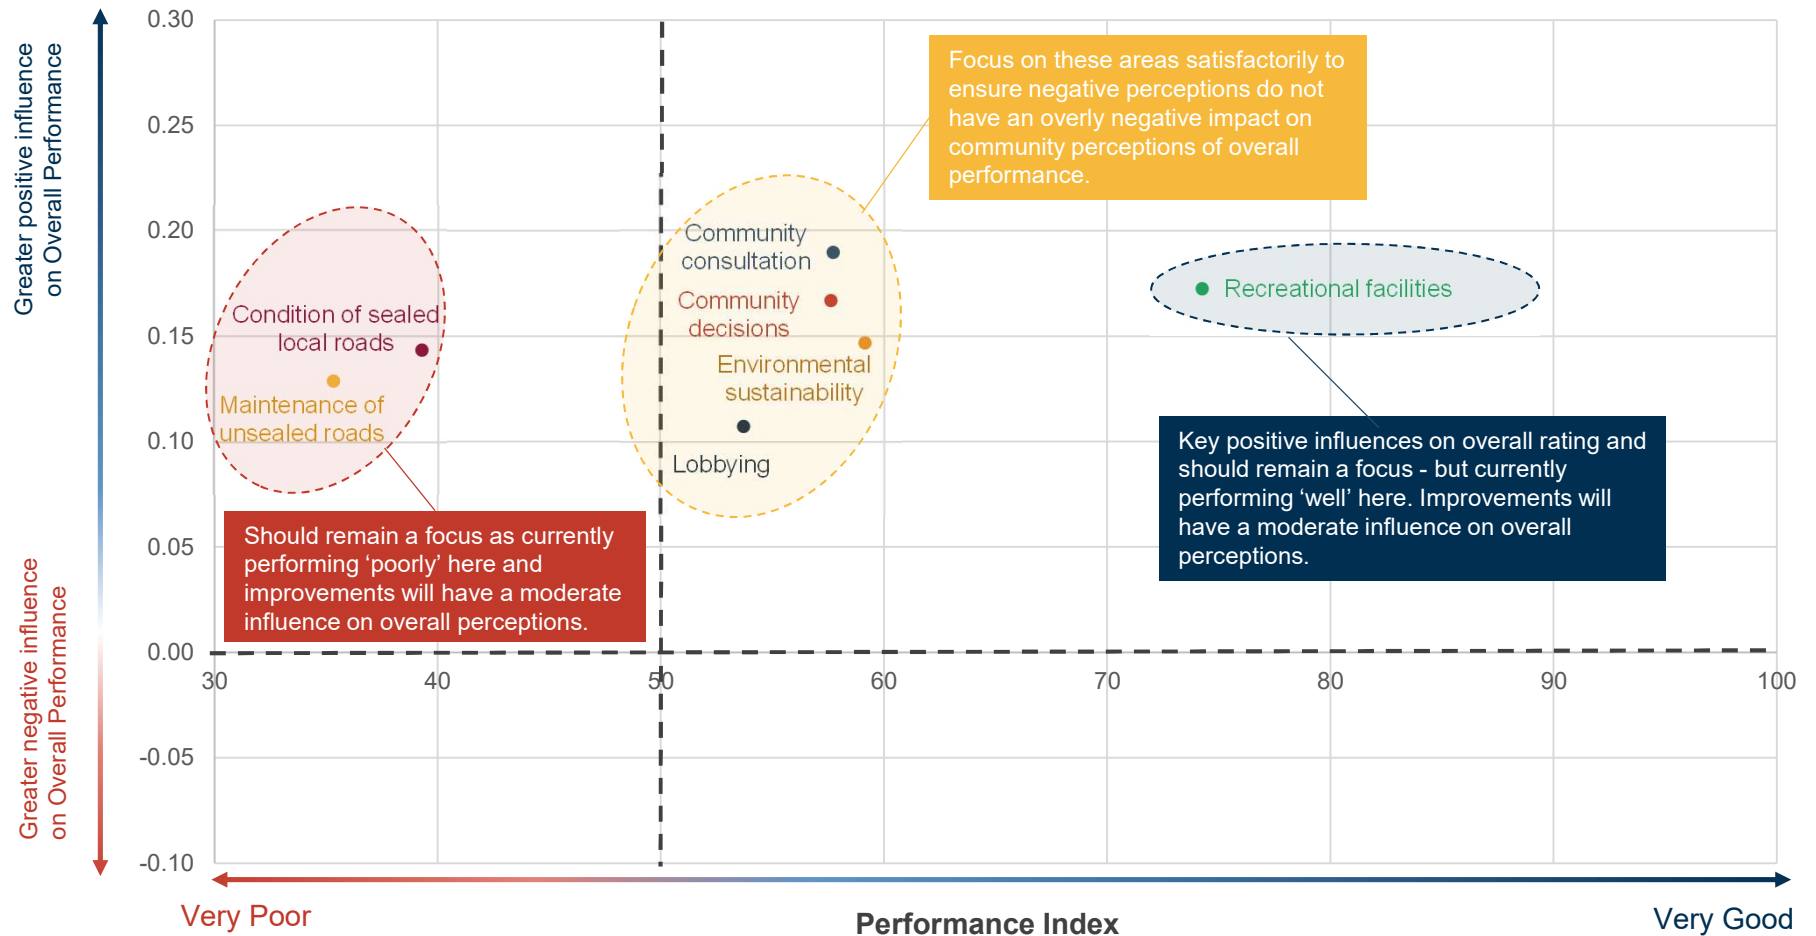 Greater positive influence
on Overall Performance
Greater negative influence
on Overall Performance
0.30
0.25
0.20
0.15
0.10
0.05
0.00
-0.05
-0.10
30
40
50
60
70
80
90
100
Focus on these areas satisfactorily to
ensure negative perceptions do not
have an overly negative impact on
community perceptions of overall
performance.
Community
consultation
Community
decisions
Environmental
sustainability
Lobbying
Recreational facilities
Condition of sealed
local roads
Maintenance of
unsealed roads
Key positive influences on overall rating and
should remain a focus - but currently
performing ‘well’ here. Improvements will
have a moderate influence on overall
perceptions.
Should remain a focus as currently
performing ‘poorly’ here and
improvements will have a moderate
influence on overall perceptions.
Very Poor
Performance Index
Very Good